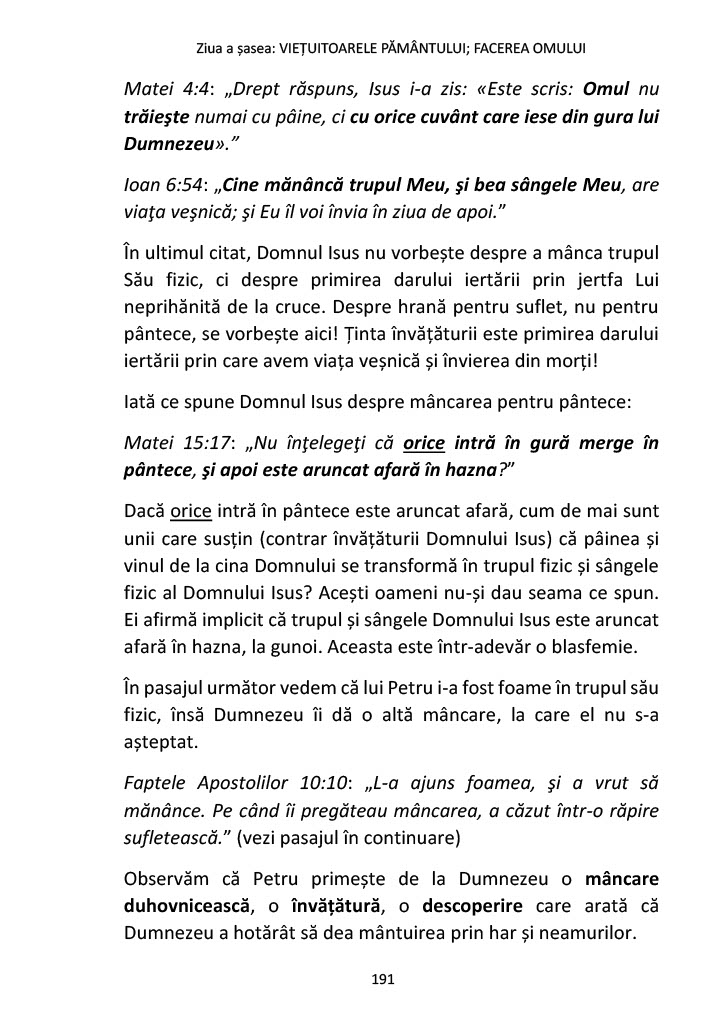 Ziua a șasea: VIEȚUITOARELE PĂMÂNTULUI; FACEREA OMULUI
Matei 4:4: „Drept răspuns, Isus i-a zis: «Este scris: Omul nu
trăieşte numai cu pâine, ci cu orice cuvânt care iese din gura lui
Dumnezeu».”
Ioan 6:54: „Cine mănâncă trupul Meu, şi bea sângele Meu, are
viaţa veşnică; şi Eu îl voi învia în ziua de apoi.”
În ultimul citat, Domnul Isus nu vorbește despre a mânca trupul
Său fizic, ci despre primirea darului iertării prin jertfa Lui
neprihănită de la cruce. Despre hrană pentru suflet, nu pentru
pântece, se vorbește aici! Ținta învățăturii este primirea darului
iertării prin care avem viața veșnică și învierea din morți!
Iată ce spune Domnul Isus despre mâncarea pentru pântece:
Matei 15:17: „Nu înţelegeţi că orice intră în gură merge în
pântece, şi apoi este aruncat afară în hazna?”
Dacă orice intră în pântece este aruncat afară, cum de mai sunt
unii care susțin (contrar învățăturii Domnului Isus) că pâinea și
vinul de la cina Domnului se transformă în trupul fizic și sângele
fizic al Domnului Isus? Acești oameni nu-și dau seama ce spun.
Ei afirmă implicit că trupul și sângele Domnului Isus este aruncat
afară în hazna, la gunoi. Aceasta este într-adevăr o blasfemie.
În pasajul următor vedem că lui Petru i-a fost foame în trupul său
fizic, însă Dumnezeu îi dă o altă mâncare, la care el nu s-a
așteptat.
Faptele Apostolilor 10:10: „L-a ajuns foamea, şi a vrut să
mănânce. Pe când îi pregăteau mâncarea, a căzut într-o răpire
sufletească.” (vezi pasajul în continuare)
Observăm că Petru primește de la Dumnezeu o mâncare
duhovnicească, o învățătură, o descoperire care arată că
Dumnezeu a hotărât să dea mântuirea prin har și neamurilor.
191